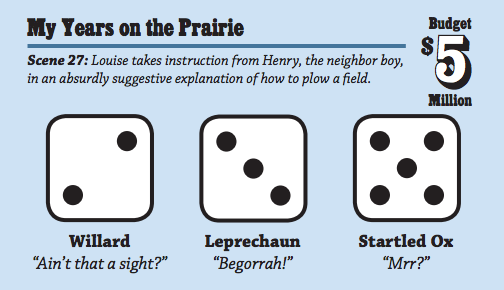 My Years on the Prairie
Budget
$5
Million
Scene 27: Louise takes instruction from Henry, the neighbor boy,
in an absurdly suggestive explanation of how to plow a field.
Willard
Leprechaun
Startled Ox
"Ain't that a sight?"
"Begorrah!"
"Mrr?"